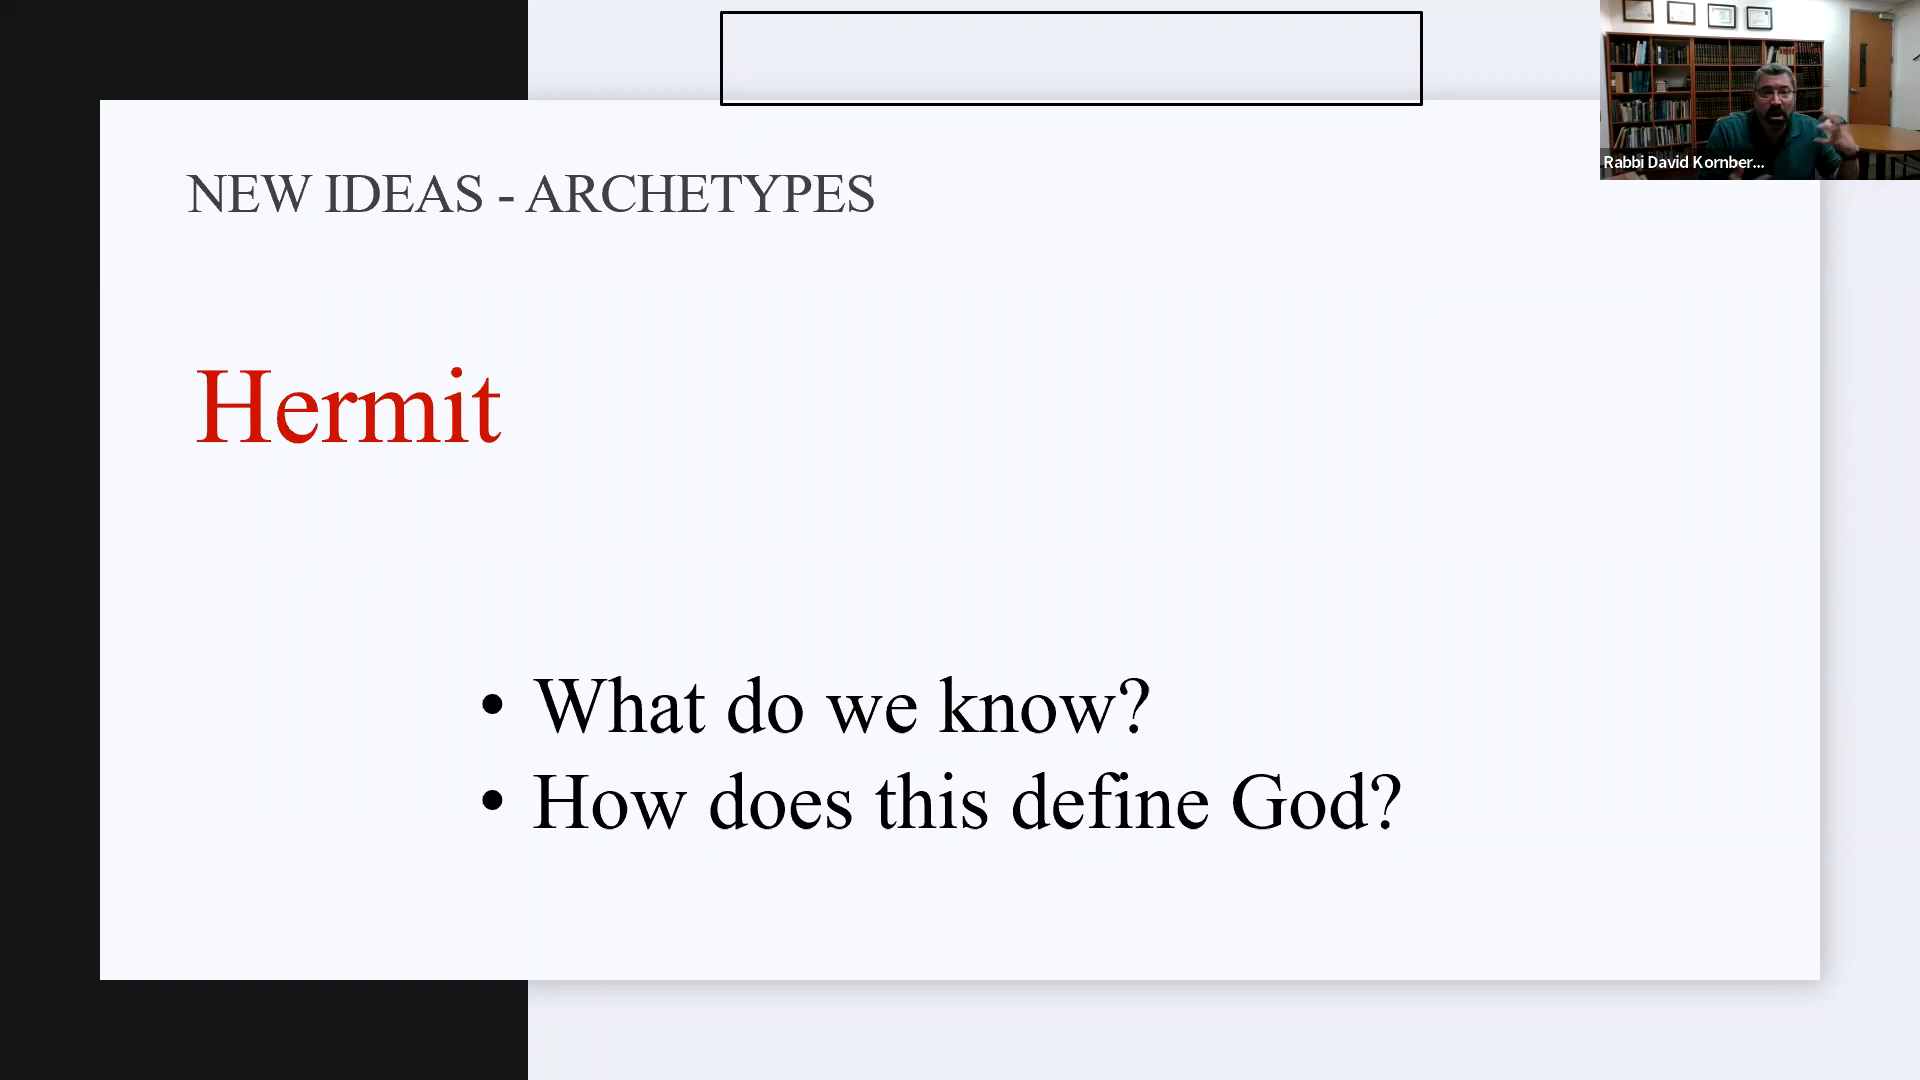 Rabbi David Kornber...
NEW IDEAS - ARCHETYPES
Hermit
• What do we know?
• How does this define God?